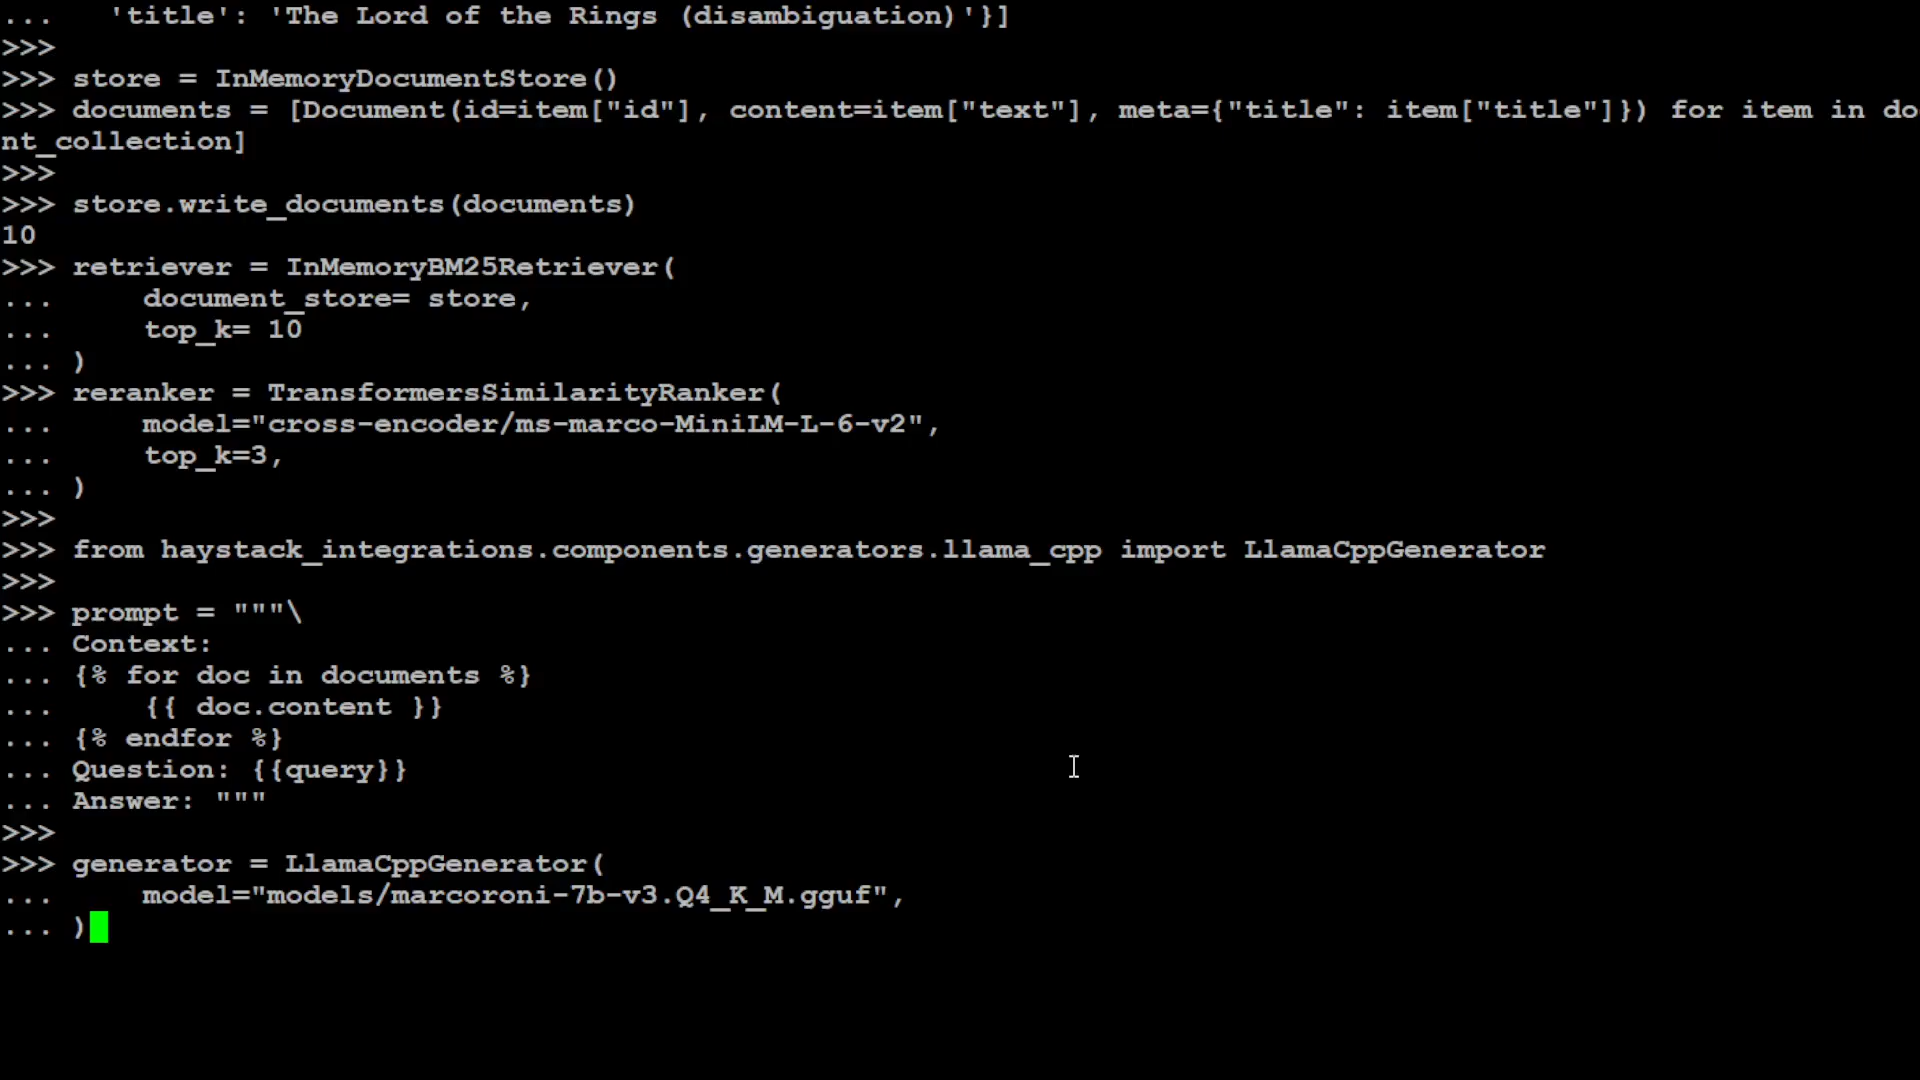 ...   'title': 'The Lord of the Rings (disambiguation)'}]
>>>
>>> store = InMemoryDocumentStore()
>>> documents = [Document(id=item["id"], content=item["text"], meta={"title": item["title"]}) for item in do
nt_collection]
>>>
>>> store.write_documents(documents)
10
>>> retriever = InMemoryBM25Retriever(
...     document_store= store,
...     top_k= 10
... )
>>> reranker = TransformersSimilarityRanker(
...     model="cross-encoder/ms-marco-MiniLM-L-6-v2",
...     top_k=3,
... )
>>>
>>> from haystack_integrations.components.generators.llama_cpp import LlamaCppGenerator
>>>
>>> prompt = """\
... Context:
... {% for doc in documents %}
...     {{ doc.content }}
... {% endfor %}
... Question: {{query}}
... Answer: """
>>>
>>> generator = LlamaCppGenerator(
...     model="models/marcoroni-7b-v3.Q4_K_M.gguf",
... )